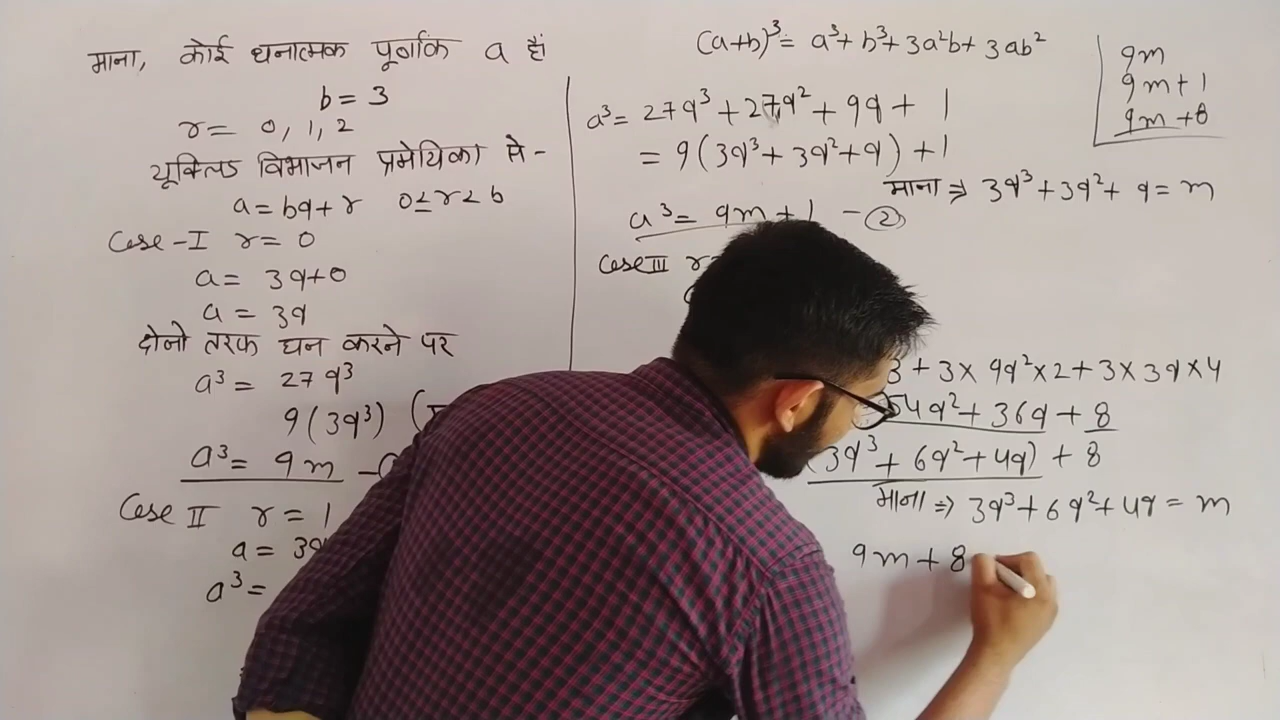 माना, कोई धनात्मक पूर्णांक a है।
b = 3
r = 0, 1, 2
यूक्लिड विभाजन प्रमेयिका से -
a = bq + r 0 ≤ r < b
Case - I r = 0
a = 3q + 0
a = 3q
दोनो तरफ घन करने पर
a³ = 27q³
9(3q³)
a³ = 9m -
Case II r = 1
a = 3q
a³ =
(a+b)³ = a³ + b³ + 3a²b + 3ab²
a³ = 27q³ + 27q² + 9q + 1
= 9(3q³ + 3q² + q) + 1
माना ⇒ 3q³ + 3q² + q = m
a³ = 9m + 1 - ②
Case III r =
3 + 3 × 9q² × 2 + 3 × 3q × 4
54q² + 36q + 8
(3q³ + 6q² + 4q) + 8
माना ⇒ 3q³ + 6q² + 4q = m
9m + 8
9m
9m + 1
9m + 8